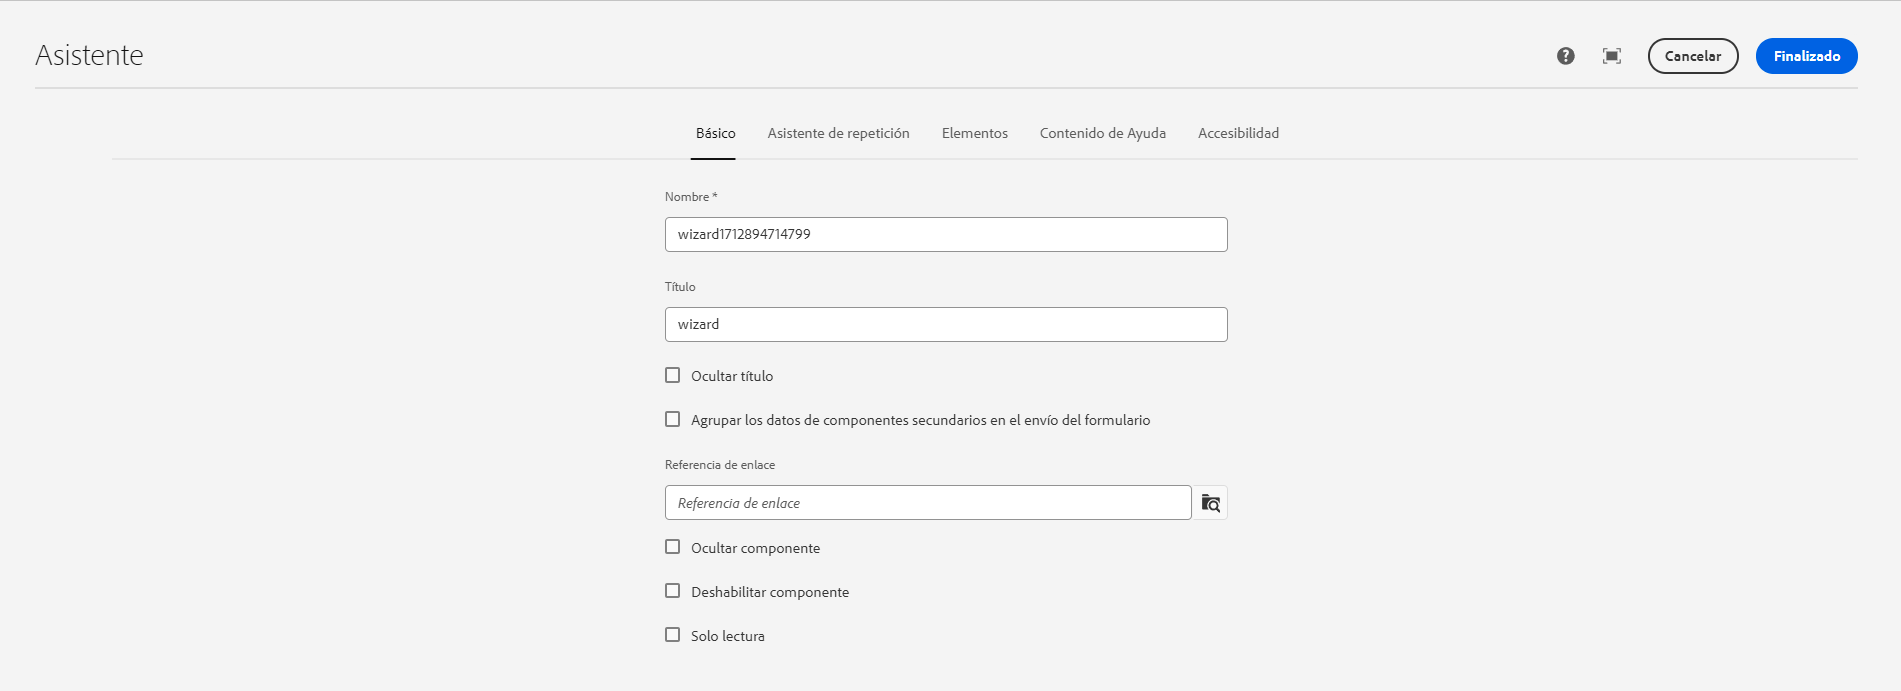 Asistente
Cancelar
Finalizado
Básico
Asistente de repetición
Elementos
Contenido de Ayuda
Accesibilidad
Nombre *
wizard1712894714799
Título
wizard
Ocultar título
Agrupar los datos de componentes secundarios en el envío del formulario
Referencia de enlace
Referencia de enlace
Ocultar componente
Deshabilitar componente
Solo lectura